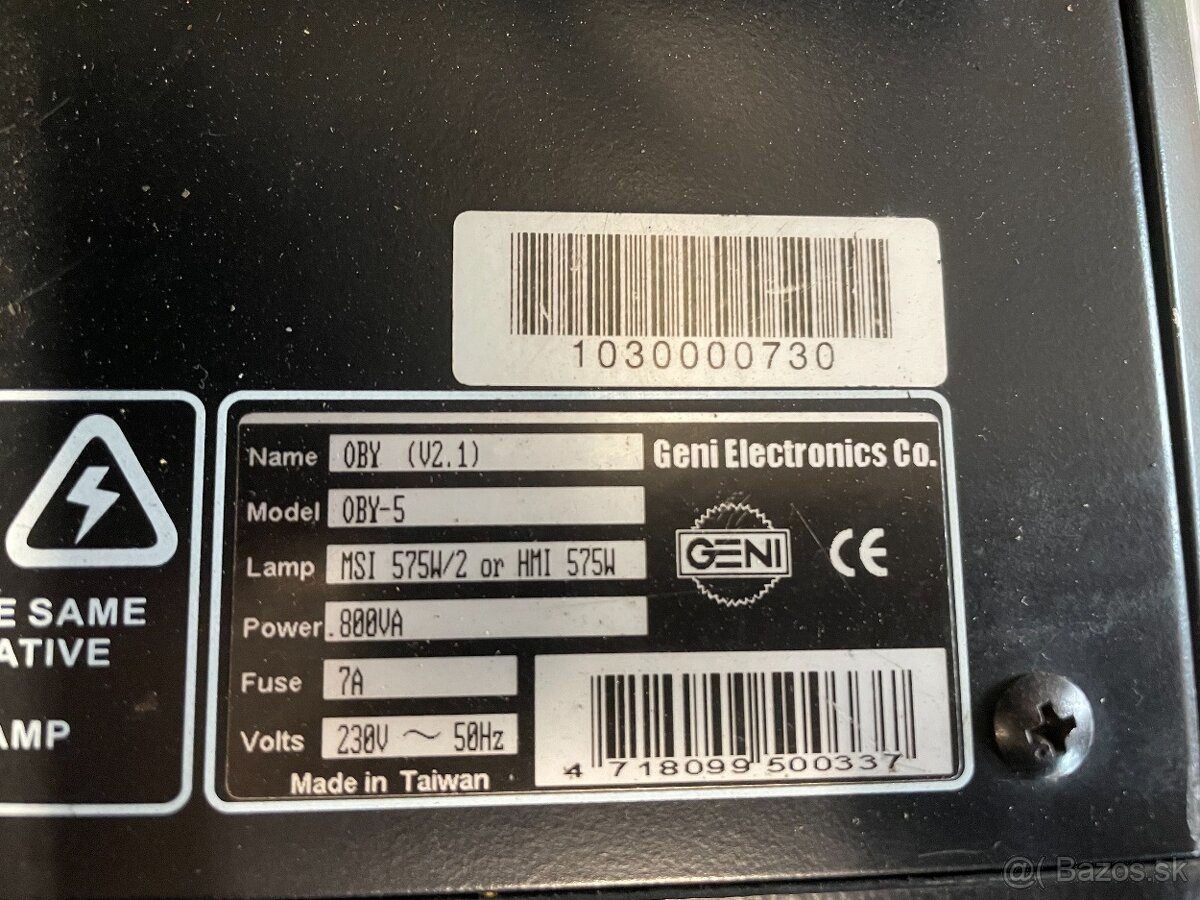 1030000730
Name OBY (V2.1)
Geni Electronics Co.
Model OBY-5
Lamp MSI 575W/2 or HMI 575W
GENI
CE
Power 800VA
Fuse 7A
Volts 230V ~ 50Hz
Made in Taiwan
4 718099 500337
E SAME
ATIVE
AMP
@( Bazos.sk